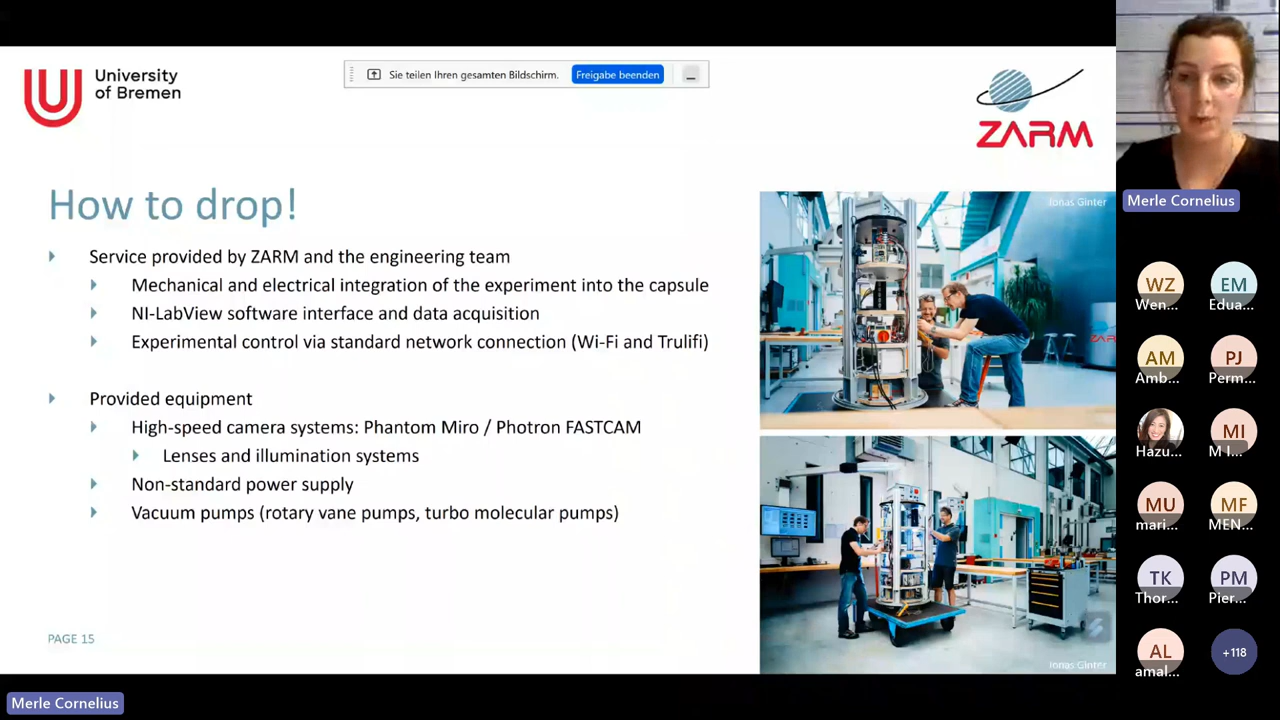 University
of Bremen
Sie teilen Ihren gesamten Bildschirm.
Freigabe beenden
ZARM
How to drop!
Service provided by ZARM and the engineering team
Mechanical and electrical integration of the experiment into the capsule
NI-LabView software interface and data acquisition
Experimental control via standard network connection (Wi-Fi and Trulifi)
Provided equipment
High-speed camera systems: Phantom Miro / Photron FASTCAM
Lenses and illumination systems
Non-standard power supply
Vacuum pumps (rotary vane pumps, turbo molecular pumps)
PAGE 15
Jonas Ginter
Jonas Ginter
Merle Cornelius
WZ
Wen...
EM
Edua...
AM
Amb...
PJ
Perm...
Hazu...
MI
M I...
MU
mari...
MF
MEN...
TK
Thor...
PM
Pier...
AL
amal...
+118
Merle Cornelius